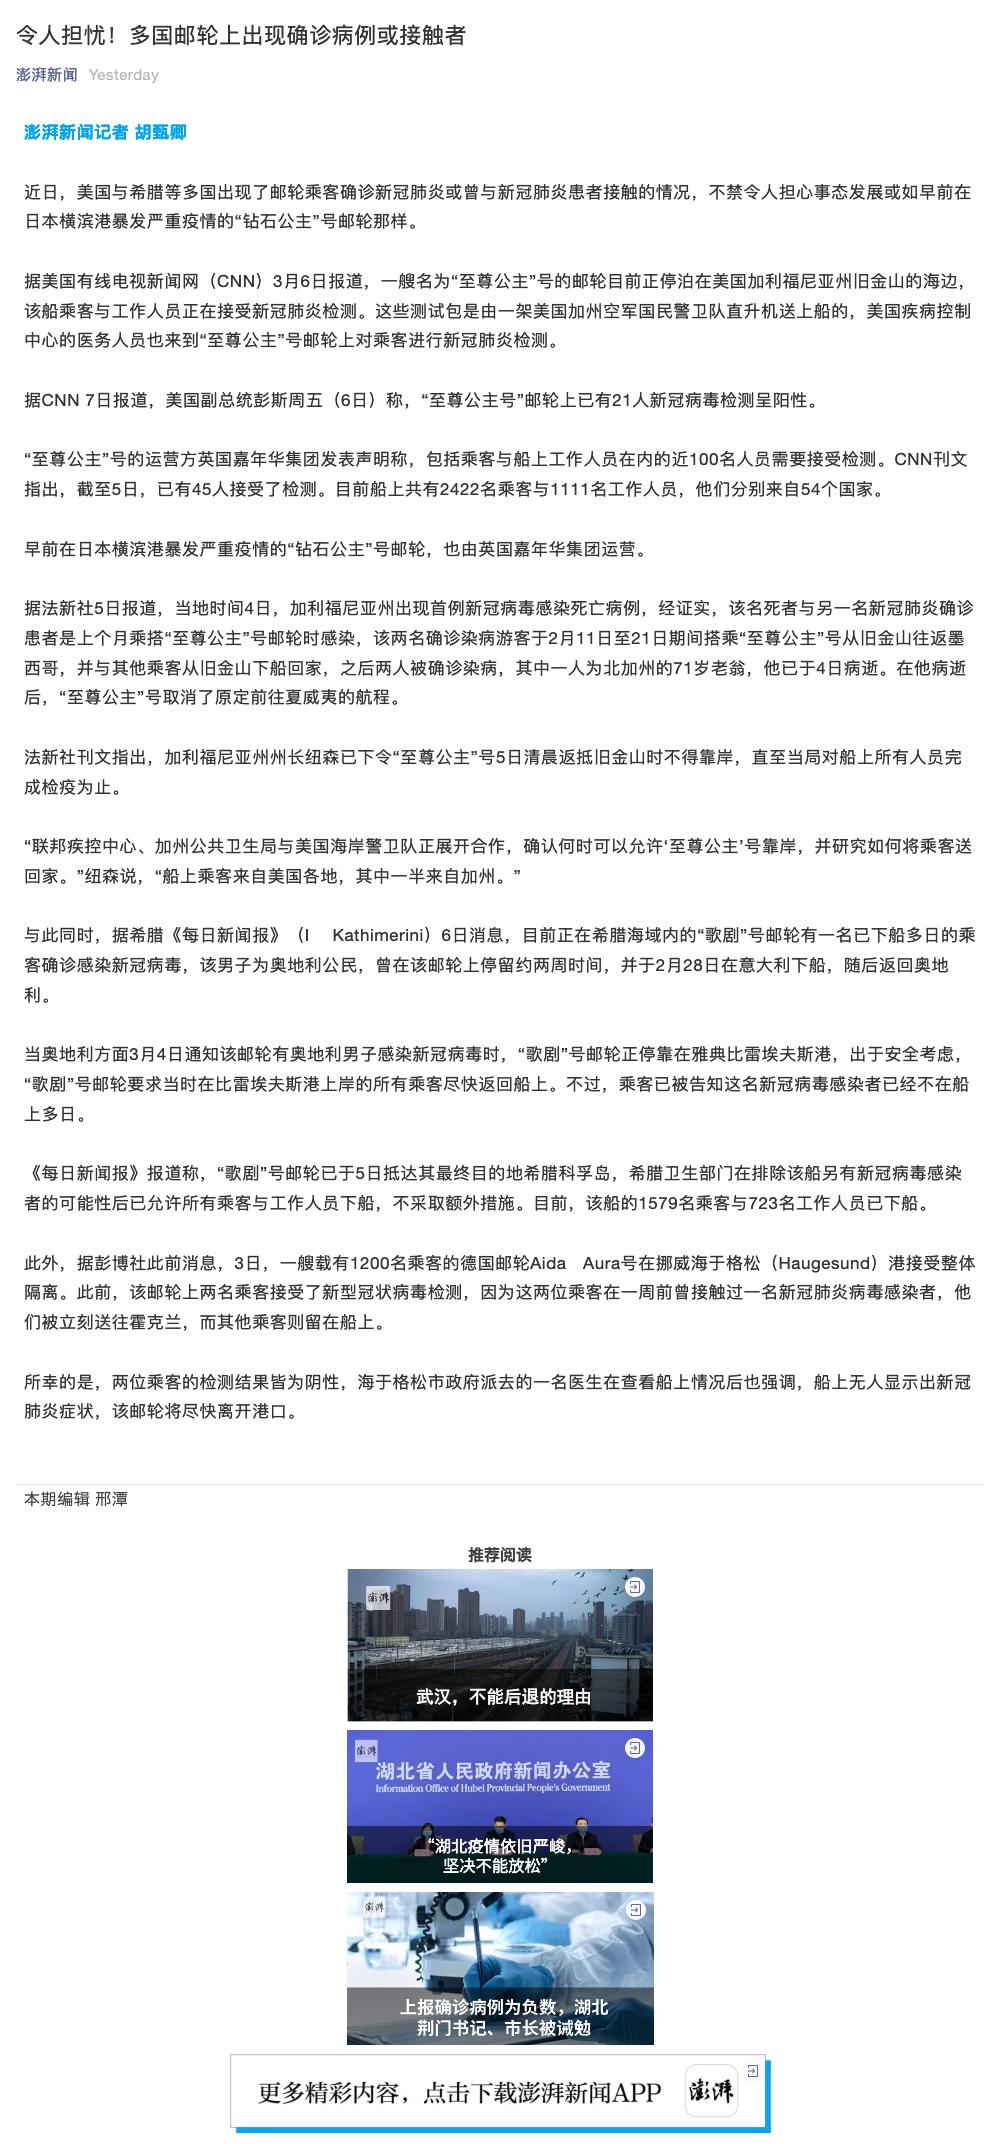 令人担忧！多国邮轮上出现确诊病例或接触者
澎湃新闻 Yesterday
澎湃新闻记者 胡甄卿
近日，美国与希腊等多国出现了邮轮乘客确诊新冠肺炎或曾与新冠肺炎患者接触的情况，不禁令人担心事态发展或如早前在
日本横滨港暴发严重疫情的“钻石公主”号邮轮那样。
据美国有线电视新闻网（CNN）3月6日报道，一艘名为“至尊公主”号的邮轮目前正停泊在美国加利福尼亚州旧金山的海边，
该船乘客与工作人员正在接受新冠肺炎检测。这些测试包是由一架美国加州空军国民警卫队直升机送上船的，美国疾病控制
中心的医务人员也来到“至尊公主”号邮轮上对乘客进行新冠肺炎检测。
据CNN 7日报道，美国副总统彭斯周五（6日）称，“至尊公主号”邮轮上已有21人新冠病毒检测呈阳性。
“至尊公主”号的运营方英国嘉年华集团发表声明称，包括乘客与船上工作人员在内的近100名人员需要接受检测。CNN刊文
指出，截至5日，已有45人接受了检测。目前船上共有2422名乘客与1111名工作人员，他们分别来自54个国家。
早前在日本横滨港暴发严重疫情的“钻石公主”号邮轮，也由英国嘉年华集团运营。
据法新社5日报道，当地时间4日，加利福尼亚州出现首例新冠病毒感染死亡病例，经证实，该名死者与另一名新冠肺炎确诊
患者是上个月乘搭“至尊公主”号邮轮时感染，该两名确诊染病游客于2月11日至21日期间搭乘“至尊公主”号从旧金山往返墨
西哥，并与其他乘客从旧金山下船回家，之后两人被确诊染病，其中一人为北加州的71岁老翁，他已于4日病逝。在他病逝
后，“至尊公主”号取消了原定前往夏威夷的航程。
法新社刊文指出，加利福尼亚州州长纽森已下令“至尊公主”号5日清晨返抵旧金山时不得靠岸，直至当局对船上所有人员完
成检疫为止。
“联邦疾控中心、加州公共卫生局与美国海岸警卫队正展开合作，确认何时可以允许‘至尊公主’号靠岸，并研究如何将乘客送
回家。”纽森说，“船上乘客来自美国各地，其中一半来自加州。”
与此同时，据希腊《每日新闻报》（I Kathimerini）6日消息，目前正在希腊海域内的“歌剧”号邮轮有一名已下船多日的乘
客确诊感染新冠病毒，该男子为奥地利公民，曾在该邮轮上停留约两周时间，并于2月28日在意大利下船，随后返回奥地
利。
当奥地利方面3月4日通知该邮轮有奥地利男子感染新冠病毒时，“歌剧”号邮轮正停靠在雅典比雷埃夫斯港，出于安全考虑，
“歌剧”号邮轮要求当时在比雷埃夫斯港上岸的所有乘客尽快返回船上。不过，乘客已被告知这名新冠病毒感染者已经不在船
上多日。
《每日新闻报》报道称，“歌剧”号邮轮已于5日抵达其最终目的地希腊科孚岛，希腊卫生部门在排除该船另有新冠病毒感染
者的可能性后已允许所有乘客与工作人员下船，不采取额外措施。目前，该船的1579名乘客与723名工作人员已下船。
此外，据彭博社此前消息，3日，一艘载有1200名乘客的德国邮轮Aida Aura号在挪威海于格松（Haugesund）港接受整体
隔离。此前，该邮轮上两名乘客接受了新型冠状病毒检测，因为这两位乘客在一周前曾接触过一名新冠肺炎病毒感染者，他
们被立刻送往霍克兰，而其他乘客则留在船上。
所幸的是，两位乘客的检测结果皆为阴性，海于格松市政府派去的一名医生在查看船上情况后也强调，船上无人显示出新冠
肺炎症状，该邮轮将尽快离开港口。
本期编辑 邢潭
推荐阅读
澎湃
武汉，不能后退的理由
澎湃
湖北省人民政府新闻办公室
Information Office of Hubei Provincial People's Government
“湖北疫情依旧严峻，
坚决不能放松”
澎湃
上报确诊病例为负数，湖北
荆门书记、市长被诫勉
更多精彩内容，点击下载澎湃新闻APP
澎湃